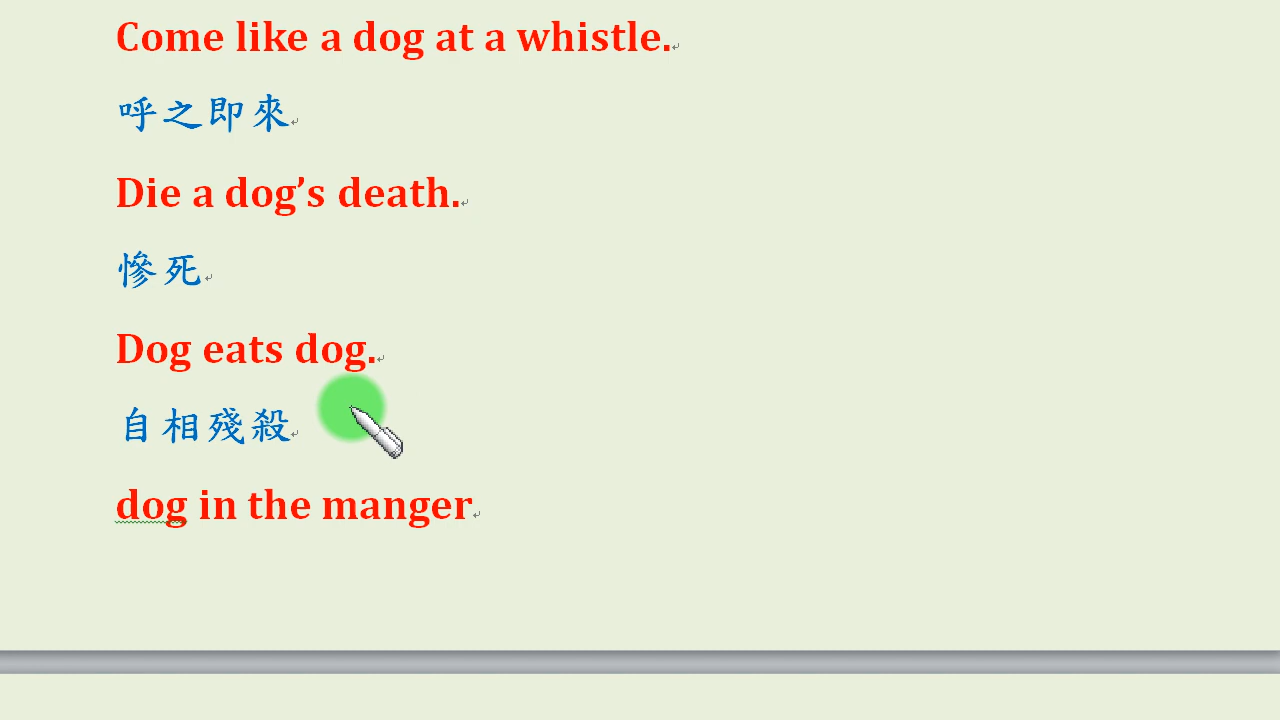 Come like a dog at a whistle.
呼之即來
Die a dog’s death.
慘死
Dog eats dog.
自相殘殺
dog in the manger